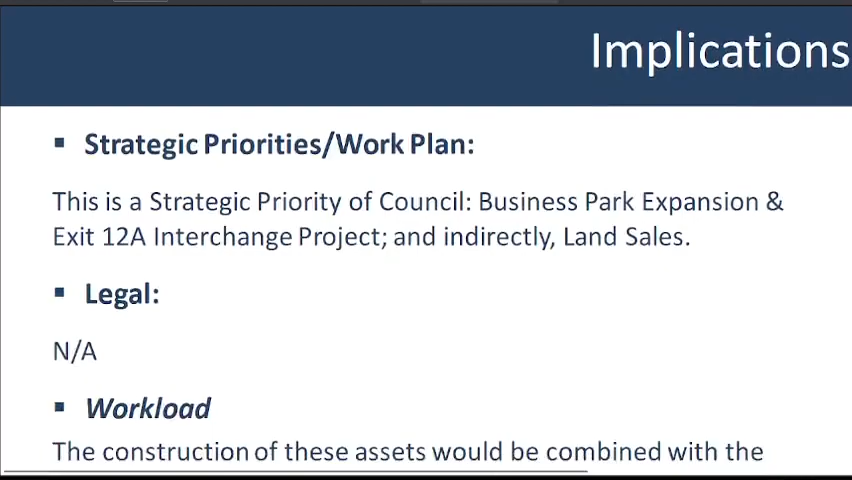 Implications
▪ Strategic Priorities/Work Plan:
This is a Strategic Priority of Council: Business Park Expansion &
Exit 12A Interchange Project; and indirectly, Land Sales.
▪ Legal:
N/A
▪ Workload
The construction of these assets would be combined with the